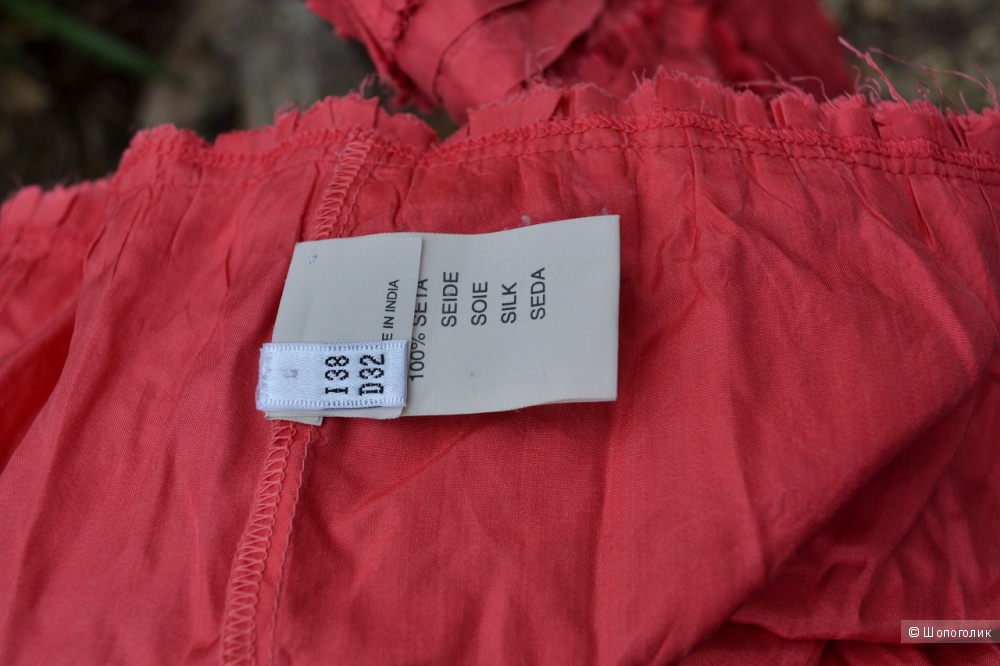 E IN INDIA
100% SETA
SEIDE
SOIE
SILK
SEDA
I 38
D 32
© Шопоголик